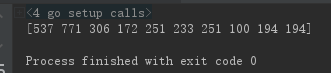 <4 go setup calls>
[537 771 306 172 251 233 251 100 194 194]
Process finished with exit code 0